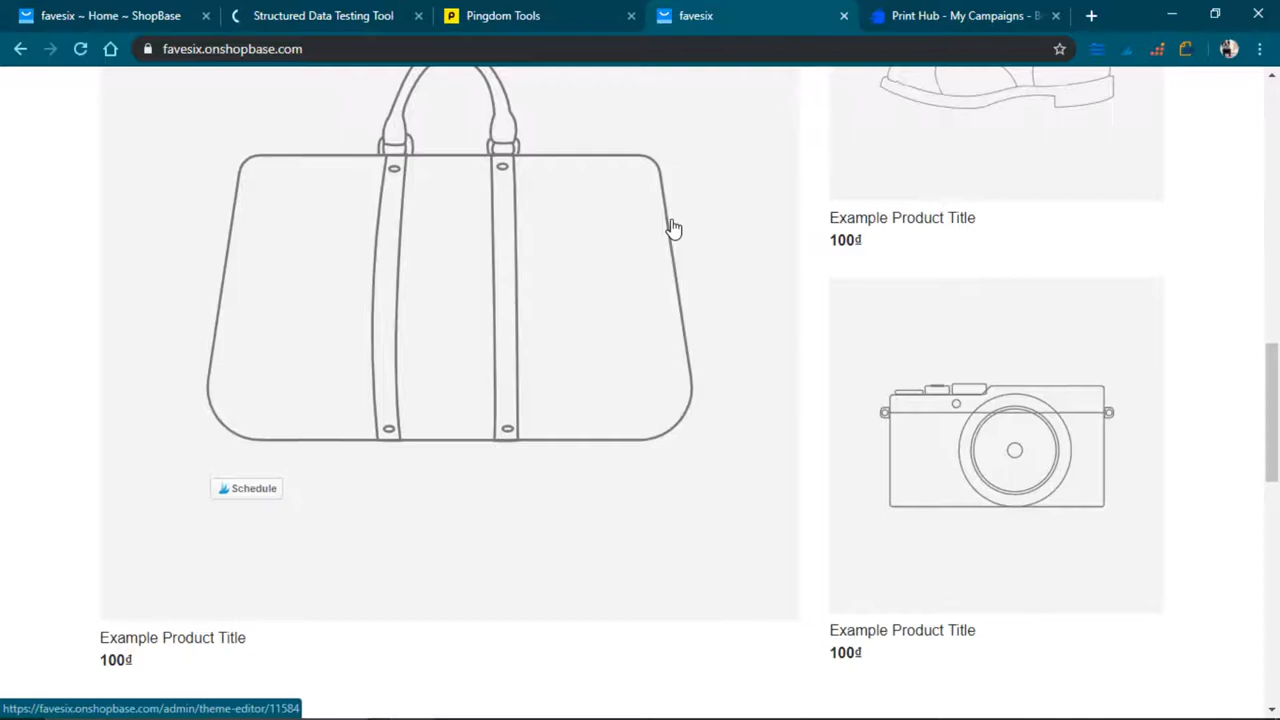 favesix ~ Home ~ ShopBase
Structured Data Testing Tool
Pingdom Tools
favesix
Print Hub - My Campaigns - B
favesix.onshopbase.com
Example Product Title
100₫
Schedule
Example Product Title
100₫
Example Product Title
100₫
https://favesix.onshopbase.com/admin/theme-editor/11584